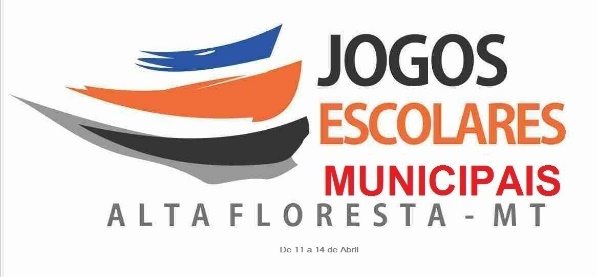 JOGOS
ESCOLARES
MUNICIPAIS
ALTA FLORESTA - MT
De 11 a 14 de Abril